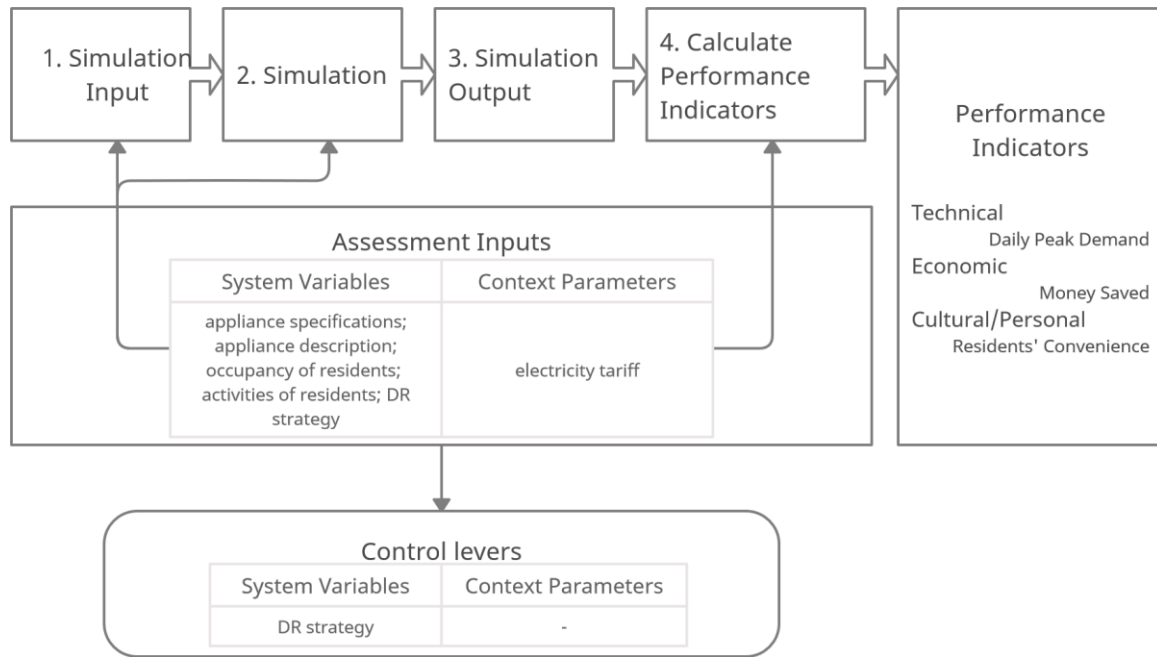 1. Simulation
Input
2. Simulation
3. Simulation
Output
4. Calculate
Performance
Indicators
Performance
Indicators
Technical
Daily Peak Demand
Economic
Money Saved
Cultural/Personal
Residents' Convenience
Assessment Inputs
System Variables
Context Parameters
appliance specifications;
appliance description;
occupancy of residents;
activities of residents; DR
strategy
electricity tariff
Control levers
System Variables
Context Parameters
DR strategy
-